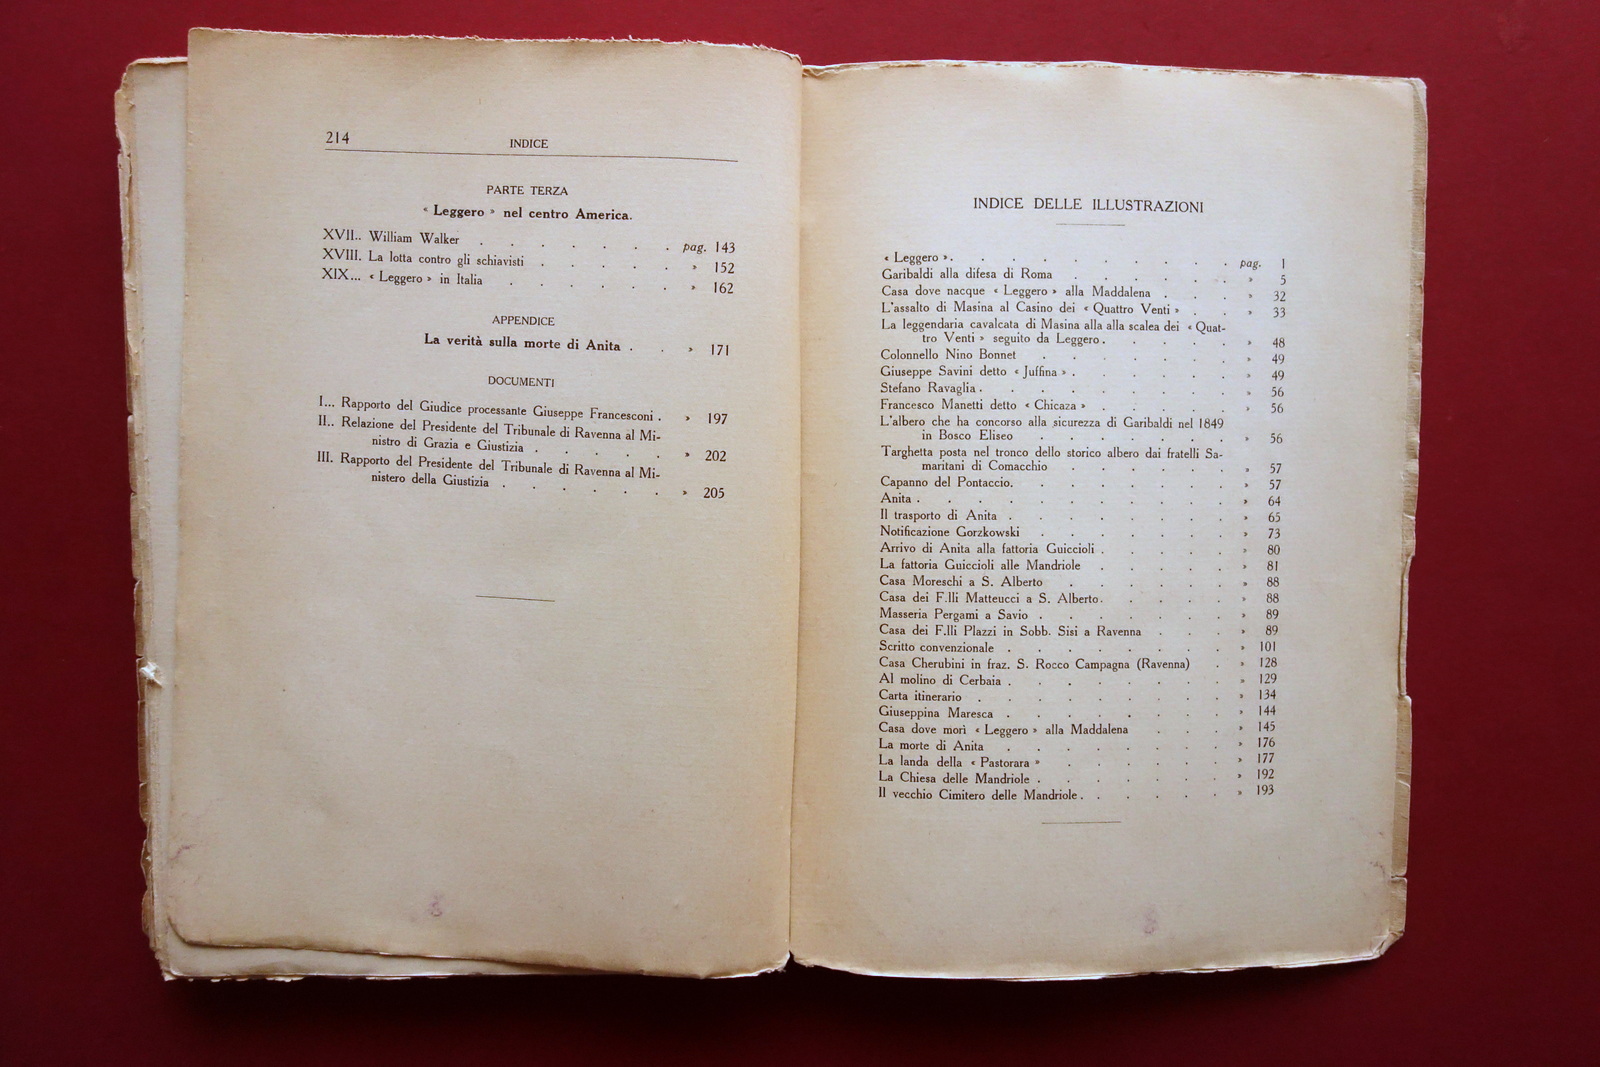 214 INDICE
PARTE TERZA
« Leggero » nel centro America.
XVII.. William Walker . . . . . . . pag. 143
XVIII. La lotta contro gli schiavisti . . . . . » 152
XIX... « Leggero » in Italia . . . . . . » 162
APPENDICE
La verità sulla morte di Anita . . » 171
DOCUMENTI
I... Rapporto del Giudice processante Giuseppe Francesconi . » 197
II.. Relazione del Presidente del Tribunale di Ravenna al Mi-
nistro di Grazia e Giustizia . . . . . » 202
III. Rapporto del Presidente del Tribunale di Ravenna al Mi-
nistero della Giustizia . . . . . . » 205
INDICE DELLE ILLUSTRAZIONI
« Leggero ». . . . . . . . . . pag. 1
Garibaldi alla difesa di Roma . . . . . . » 5
Casa dove nacque « Leggero » alla Maddalena . . . » 32
L'assalto di Masina al Casino dei « Quattro Venti » . . » 33
La leggendaria cavalcata di Masina alla alla scalea dei « Quat-
tro Venti » seguito da Leggero. . . . . » 48
Colonnello Nino Bonnet . . . . . . . » 49
Giuseppe Savini detto « Juffina » . . . . . . » 49
Stefano Ravaglia . . . . . . . . . » 56
Francesco Manetti detto « Chicaza » . . . . . » 56
L'albero che ha concorso alla sicurezza di Garibaldi nel 1849
in Bosco Eliseo . . . . . . . » 56
Targhetta posta nel tronco dello storico albero dai fratelli Sa-
maritani di Comacchio . . . . . . » 57
Capanno del Pontaccio. . . . . . . . » 57
Anita . . . . . . . . . . . » 64
Il trasporto di Anita . . . . . . . . » 65
Notificazione Gorzkowski . . . . . . . » 73
Arrivo di Anita alla fattoria Guiccioli . . . . . » 80
La fattoria Guiccioli alle Mandriole . . . . . » 81
Casa Moreschi a S. Alberto . . . . . . » 88
Casa dei F.lli Matteucci a S. Alberto. . . . . » 88
Masseria Pergami a Savio . . . . . . . » 89
Casa dei F.lli Plazzi in Sobb. Sisi a Ravenna . . . » 89
Scritto convenzionale . . . . . . . . » 101
Casa Cherubini in fraz. S. Rocco Campagna (Ravenna) . » 128
Al molino di Cerbaia . . . . . . . . » 129
Carta itinerario . . . . . . . . . » 134
Giuseppina Maresca . . . . . . . . » 144
Casa dove morì « Leggero » alla Maddalena . . . » 145
La morte di Anita . . . . . . . . » 176
La landa della « Pastorara » . . . . . . » 177
La Chiesa delle Mandriole . . . . . . . » 192
Il vecchio Cimitero delle Mandriole . . . . . . » 193